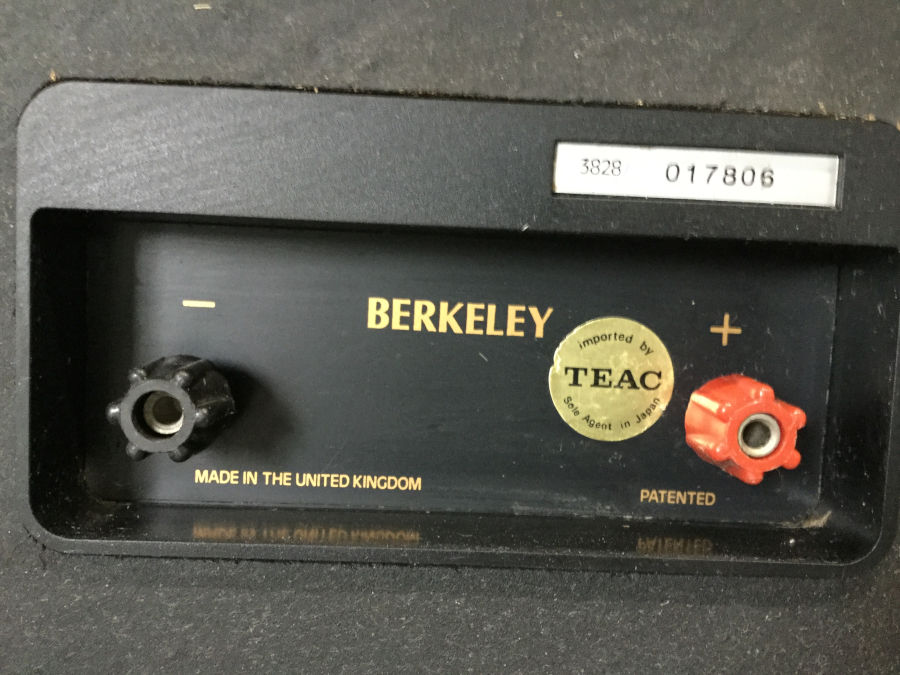 3828 017806
−
BERKELEY
+
imported by
TEAC
Sole Agent in Japan
MADE IN THE UNITED KINGDOM
PATENTED